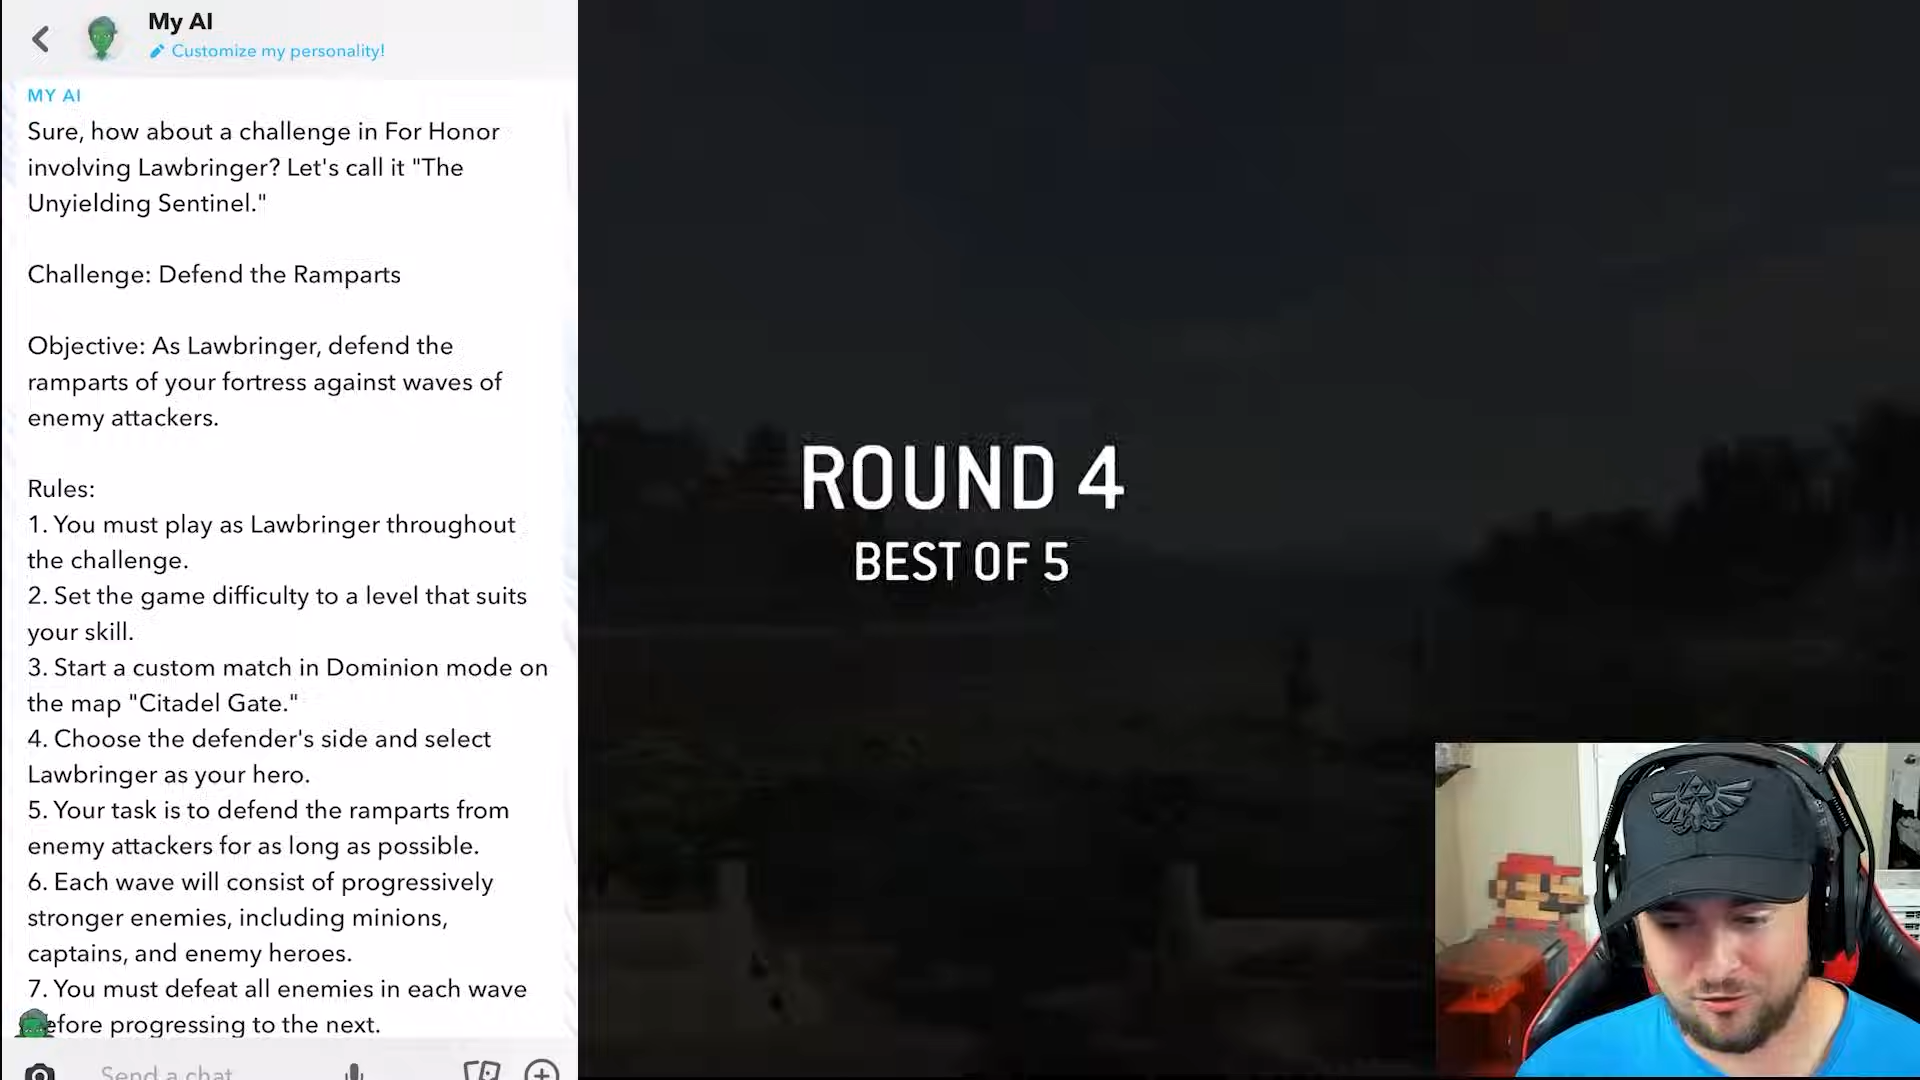 My AI
Customize my personality!
MY AI
Sure, how about a challenge in For Honor
involving Lawbringer? Let's call it "The
Unyielding Sentinel."
Challenge: Defend the Ramparts
Objective: As Lawbringer, defend the
ramparts of your fortress against waves of
enemy attackers.
Rules:
1. You must play as Lawbringer throughout
the challenge.
2. Set the game difficulty to a level that suits
your skill.
3. Start a custom match in Dominion mode on
the map "Citadel Gate."
4. Choose the defender's side and select
Lawbringer as your hero.
5. Your task is to defend the ramparts from
enemy attackers for as long as possible.
6. Each wave will consist of progressively
stronger enemies, including minions,
captains, and enemy heroes.
7. You must defeat all enemies in each wave
efore progressing to the next.
Send a chat
ROUND 4
BEST OF 5